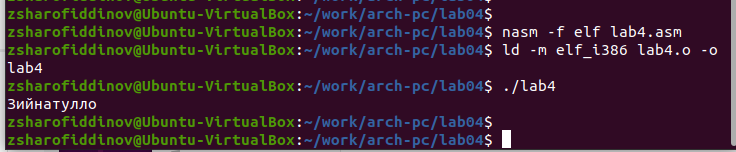 zsharofiddinov@Ubuntu-VirtualBox:~/work/arch-pc/lab04$
zsharofiddinov@Ubuntu-VirtualBox:~/work/arch-pc/lab04$ nasm -f elf lab4.asm
zsharofiddinov@Ubuntu-VirtualBox:~/work/arch-pc/lab04$ ld -m elf_i386 lab4.o -o
lab4
zsharofiddinov@Ubuntu-VirtualBox:~/work/arch-pc/lab04$ ./lab4
Зийнатулло
zsharofiddinov@Ubuntu-VirtualBox:~/work/arch-pc/lab04$
zsharofiddinov@Ubuntu-VirtualBox:~/work/arch-pc/lab04$